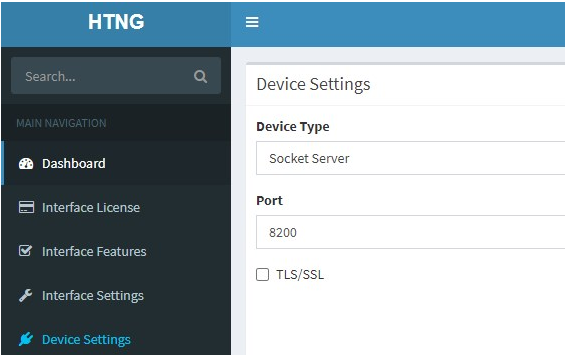 HTNG
Search...
MAIN NAVIGATION
Dashboard
Interface License
Interface Features
Interface Settings
Device Settings
Device Settings
Device Type
Socket Server
Port
8200
TLS/SSL